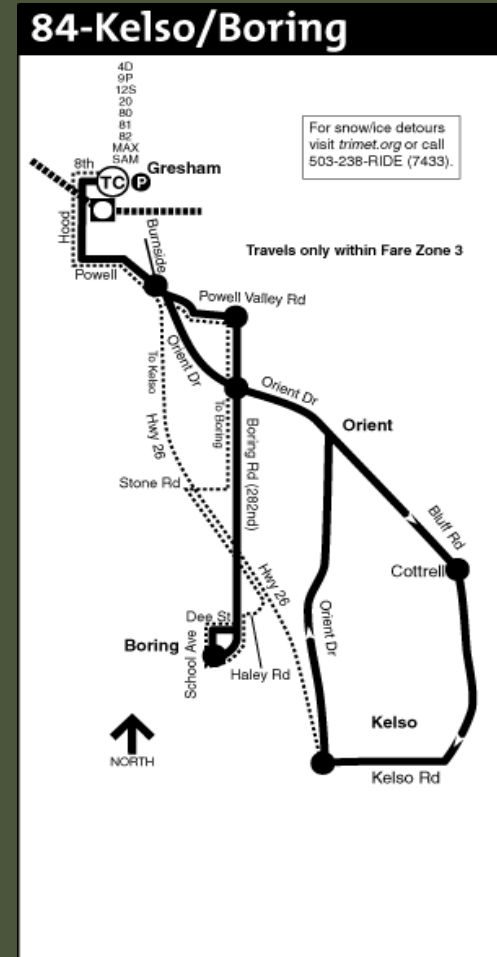 84-Kelso/Boring
4D
9P
12S
20
80
81
82
MAX
SAM
For snow/ice detours
visit trimet.org or call
503-238-RIDE (7433).
8th
TC
P
Gresham
Hood
Burnside
Travels only within Fare Zone 3
Powell
Powell Valley Rd
To Kelso
Orient Dr
Orient Dr
To Boring
Orient
Hwy 26
Boring Rd (282nd)
Stone Rd
Bluff Rd
Cottrell
Hwy 26
Dee St
Orient Dr
Boring
School Ave
Haley Rd
Kelso
NORTH
Kelso Rd